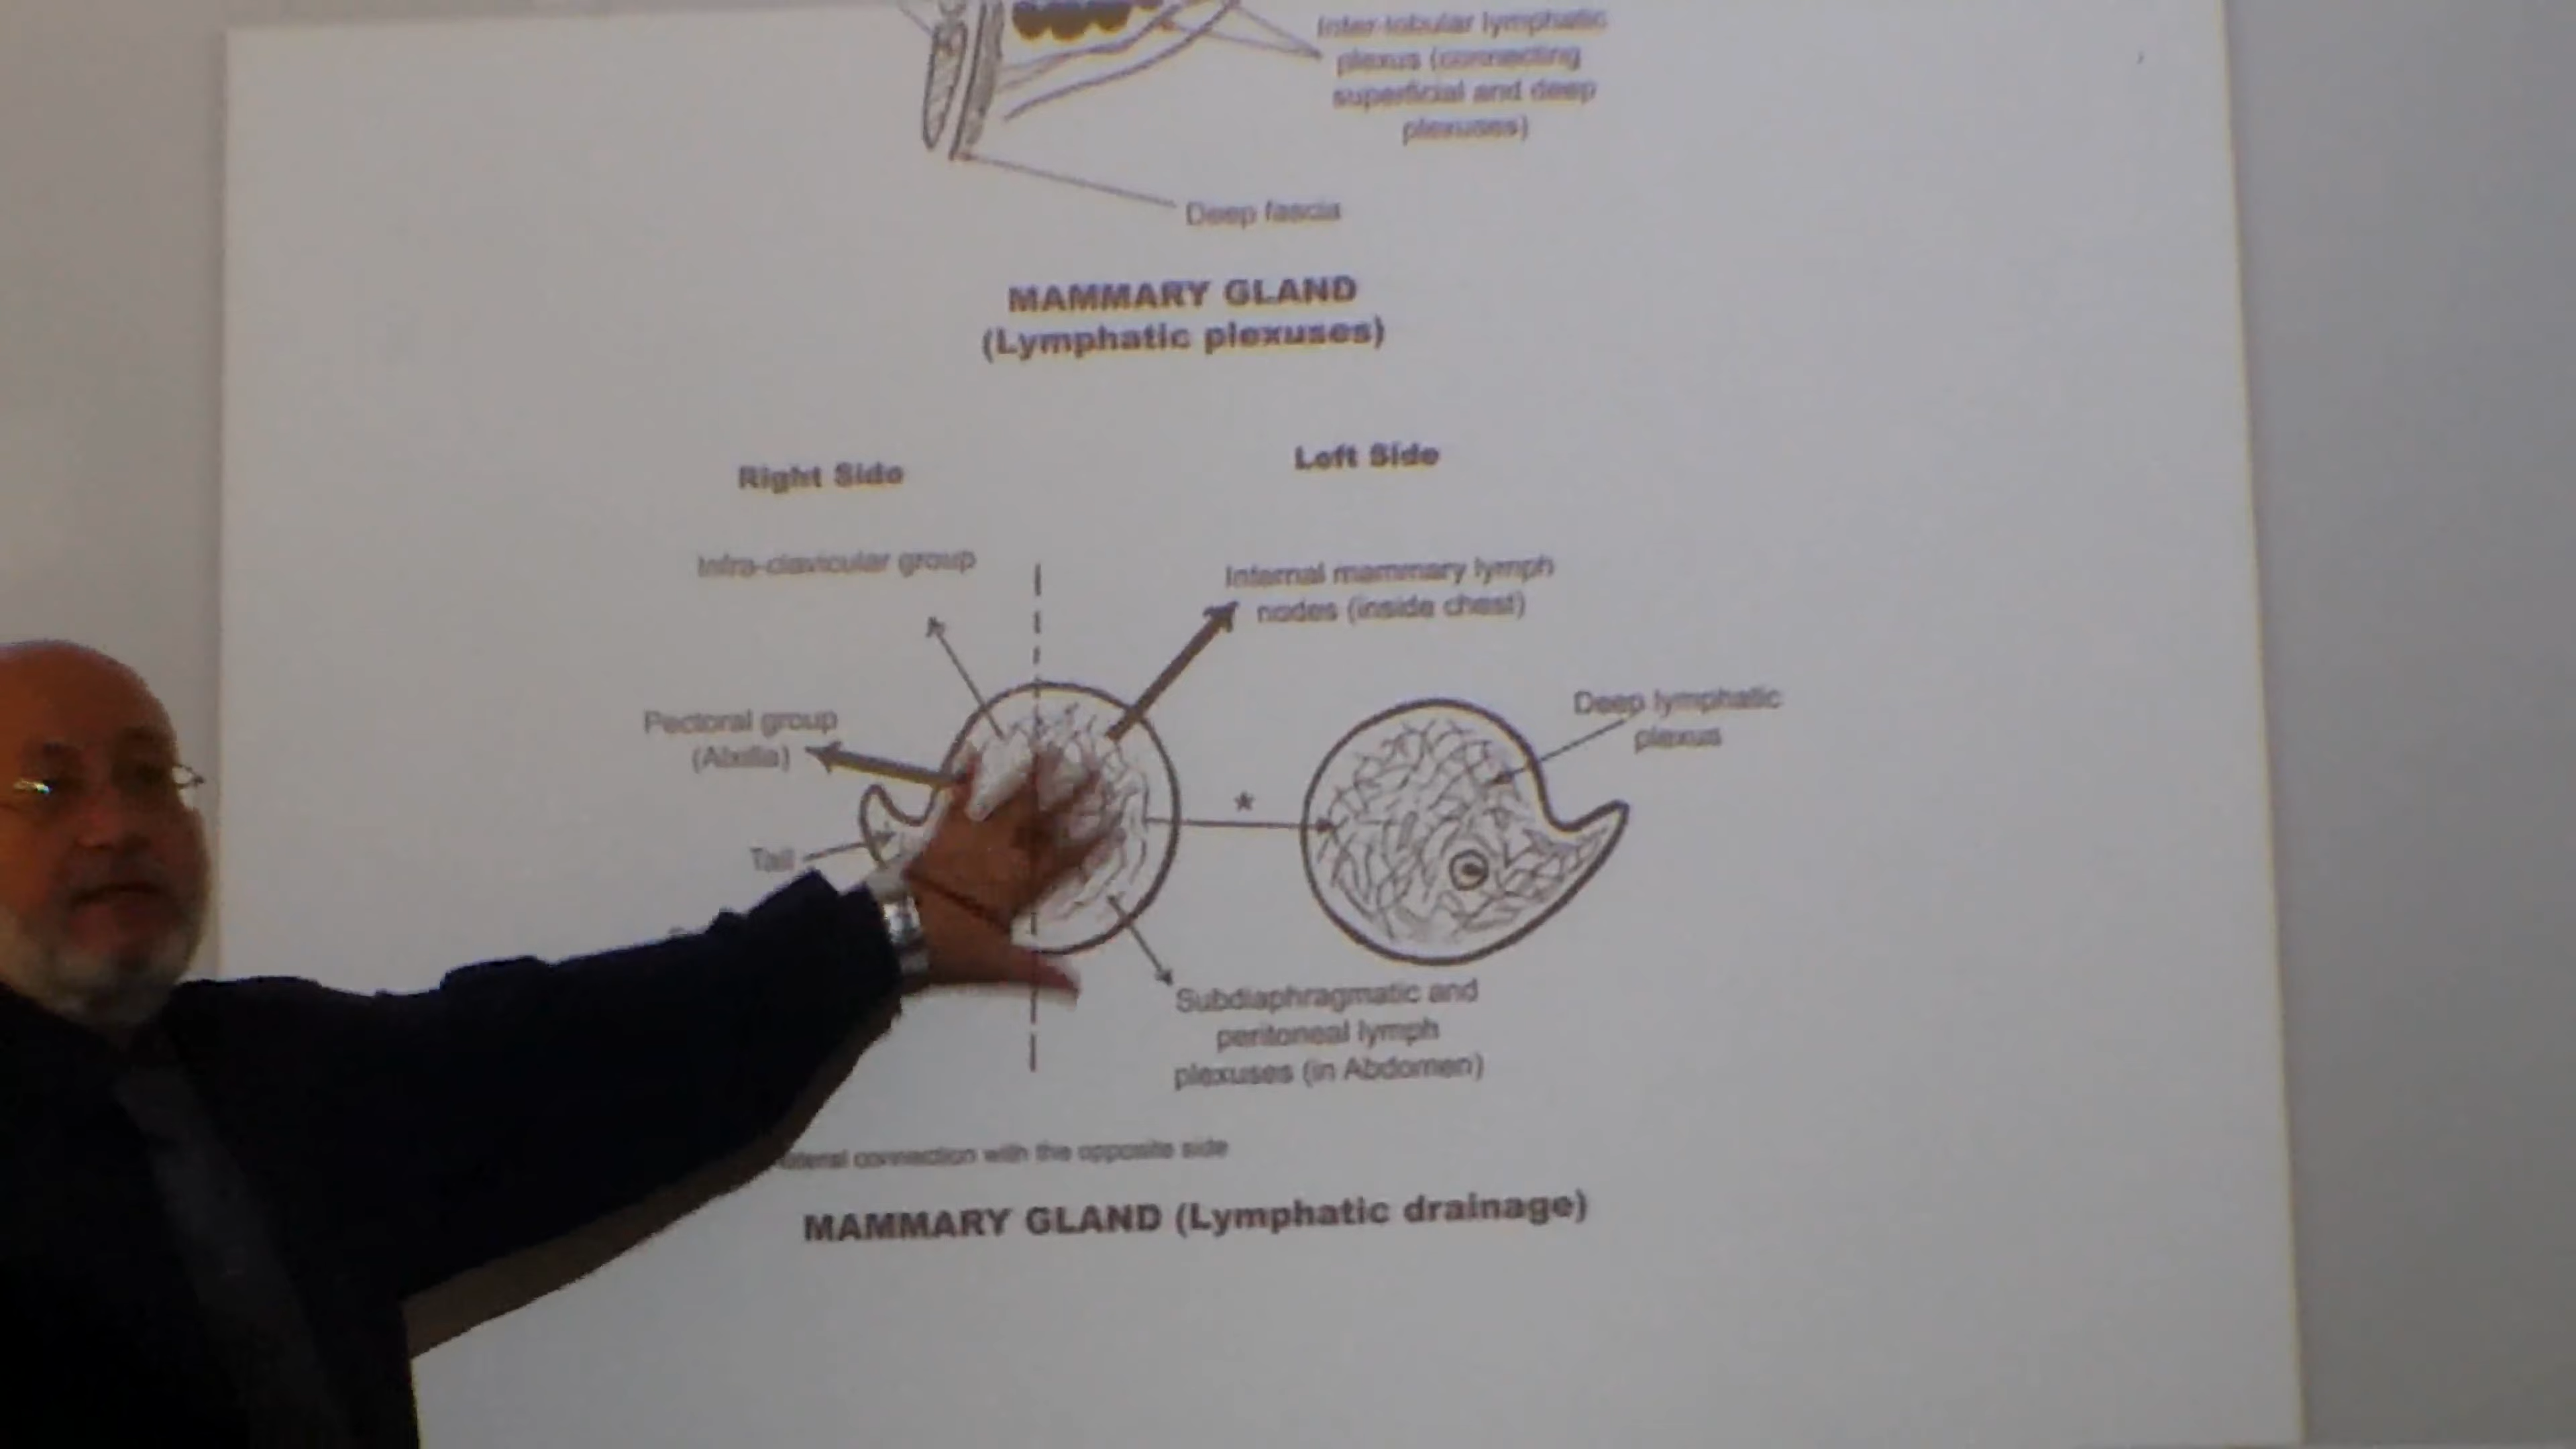 Inter-lobular lymphatic
plexus (connecting
superficial and deep
plexuses)
Deep fascia
MAMMARY GLAND
(Lymphatic plexuses)
Right Side
Left Side
Infra-clavicular group
Internal mammary lymph
nodes (inside chest)
Pectoral group
(Axilla)
Deep lymphatic
plexus
*
Tail
Subdiaphragmatic and
peritoneal lymph
plexuses (in Abdomen)
connection with the opposite side
MAMMARY GLAND (Lymphatic drainage)